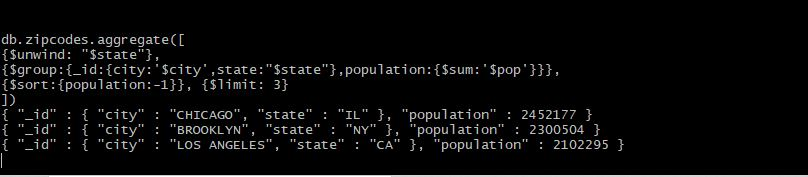 db.zipcodes.aggregate([
{$unwind: "$state"},
{$group:{_id:{city:'$city',state:"$state"},population:{$sum:'$pop'}}},
{$sort:{population:-1}}, {$limit: 3}
])
{ "_id" : { "city" : "CHICAGO", "state" : "IL" }, "population" : 2452177 }
{ "_id" : { "city" : "BROOKLYN", "state" : "NY" }, "population" : 2300504 }
{ "_id" : { "city" : "LOS ANGELES", "state" : "CA" }, "population" : 2102295 }